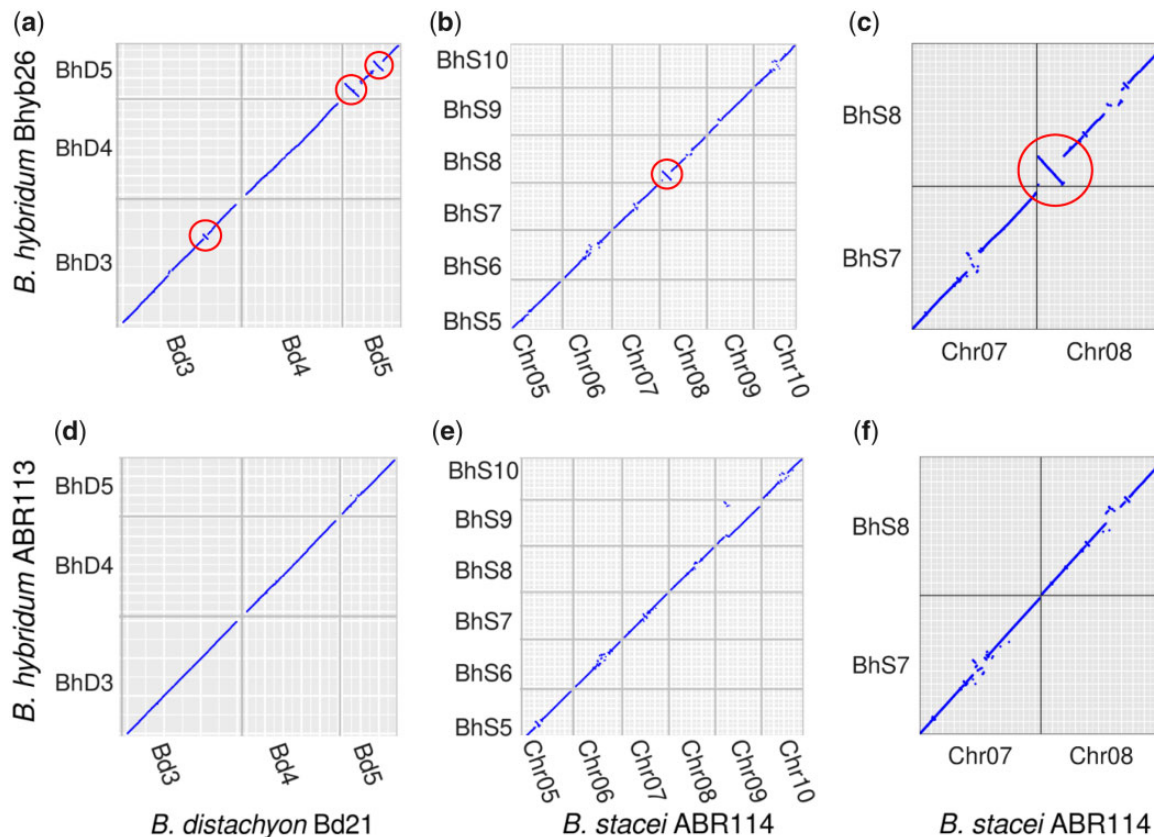 (a)
(b)
(c)
B. hybridum Bhyb26
BhD5
BhD4
BhD3
Bd3
Bd4
Bd5
BhS10
BhS9
BhS8
BhS7
BhS6
BhS5
Chr05
Chr06
Chr07
Chr08
Chr09
Chr10
BhS8
BhS7
Chr07
Chr08
(d)
(e)
(f)
B. hybridum ABR113
BhD5
BhD4
BhD3
Bd3
Bd4
Bd5
BhS10
BhS9
BhS8
BhS7
BhS6
BhS5
Chr05
Chr06
Chr07
Chr08
Chr09
Chr10
BhS8
BhS7
Chr07
Chr08
B. distachyon Bd21
B. stacei ABR114
B. stacei ABR114